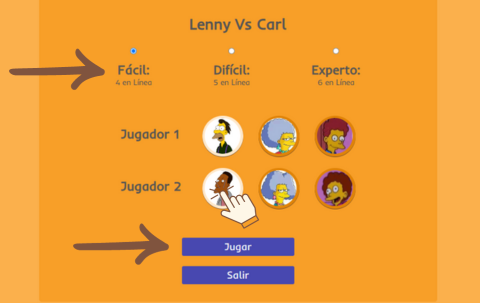 Lenny Vs Carl
Fácil: Difícil: Experto:
4 en Línea 5 en Línea 6 en Línea
Jugador 1
Jugador 2
Jugar
Salir